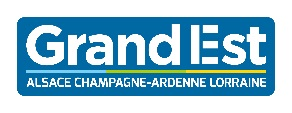 Grand Est
ALSACE CHAMPAGNE-ARDENNE LORRAINE